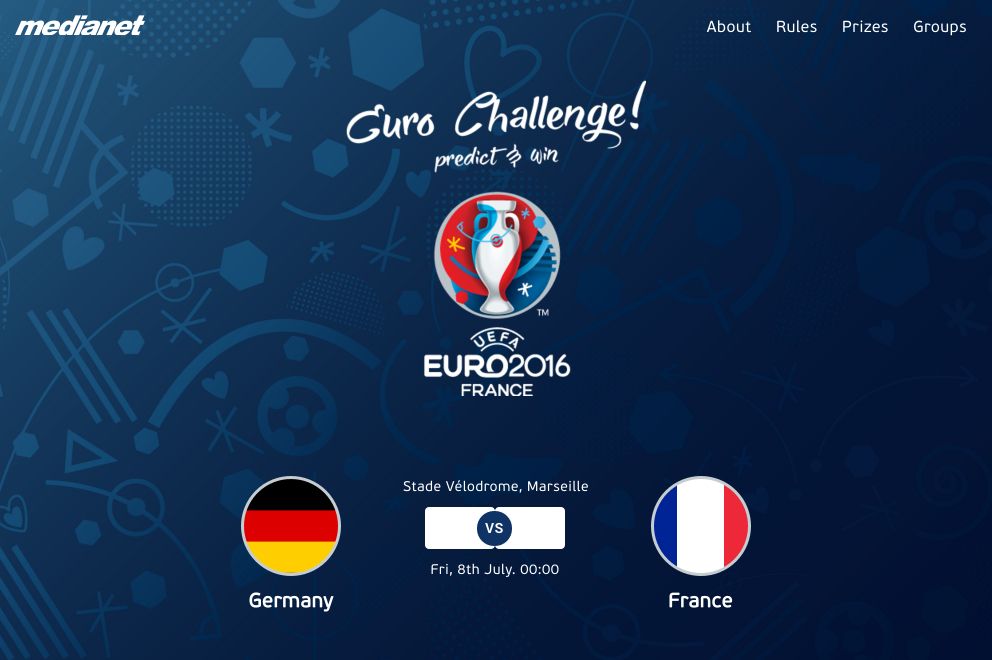 medianet
About Rules Prizes Groups
Euro Challenge!
predict & win
TM
UEFA
EURO2016
FRANCE
Stade Vélodrome, Marseille
VS
Fri, 8th July. 00:00
Germany
France